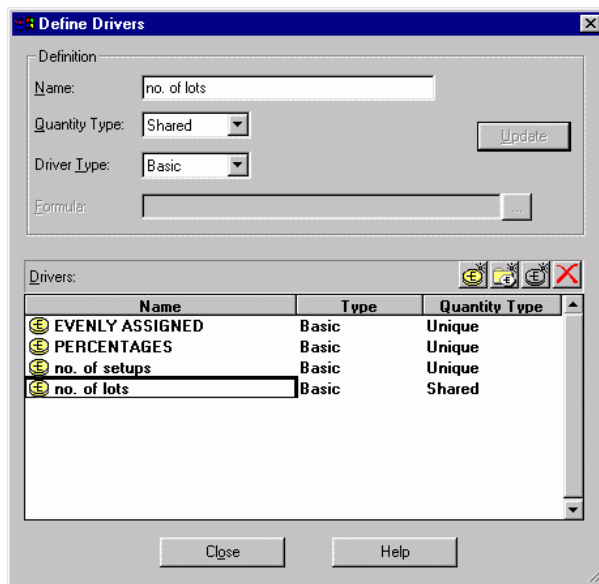 Define Drivers
Definition
Name: no. of lots
Quantity Type: Shared
Update
Driver Type: Basic
Formula: ...
Drivers:
Name Type Quantity Type
EVENLY ASSIGNED Basic Unique
PERCENTAGES Basic Unique
no. of setups Basic Unique
no. of lots Basic Shared
Close Help